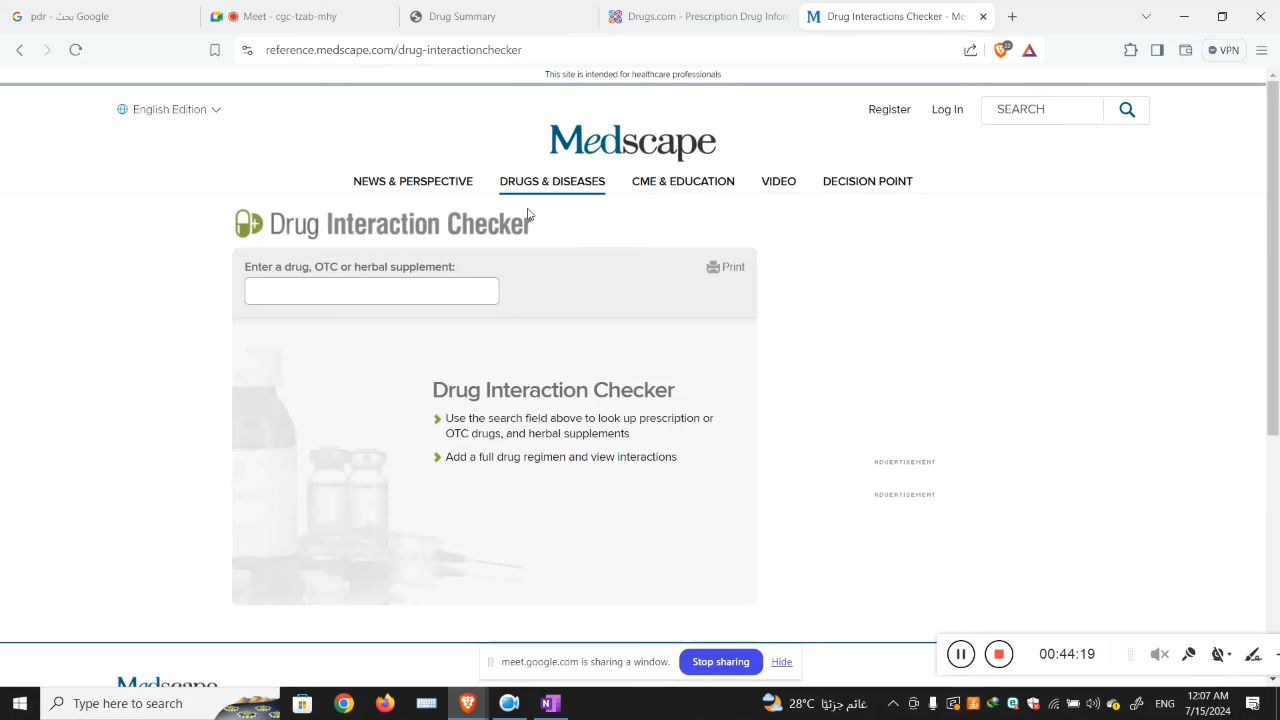 pdr - بحث Google
Meet - cgc-tzab-mhy
Drug Summary
Drugs.com - Prescription Drug Infor
Drug Interactions Checker - Me
reference.medscape.com/drug-interactionchecker
22
VPN
This site is intended for healthcare professionals
English Edition
Register
Log In
SEARCH
Medscape
NEWS & PERSPECTIVE
DRUGS & DISEASES
CME & EDUCATION
VIDEO
DECISION POINT
Drug Interaction Checker
Enter a drug, OTC or herbal supplement:
Print
Drug Interaction Checker
Use the search field above to look up prescription or
OTC drugs, and herbal supplements
Add a full drug regimen and view interactions
ADVERTISEMENT
ADVERTISEMENT
Medscape
meet.google.com is sharing a window.
Stop sharing
Hide
00:44:19
Type here to search
28°C غائم جزئيًا
ENG
12:07 AM
7/15/2024